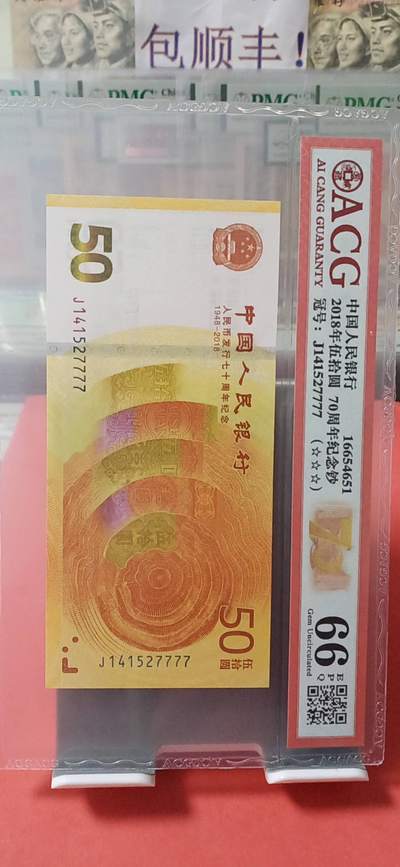 包顺丰！
PMG
PMG
PMG
ACG
AI CANG GUARANTY
中国人民银行
16654651
2018年伍拾圆 70周年纪念钞
冠号：J141527777
(☆☆☆)
70
66
E
P
Q
Gem Uncirculated
中国人民银行
人民币发行七十周年纪念
1948-2018
50
J141527777
50
伍拾圆
J141527777